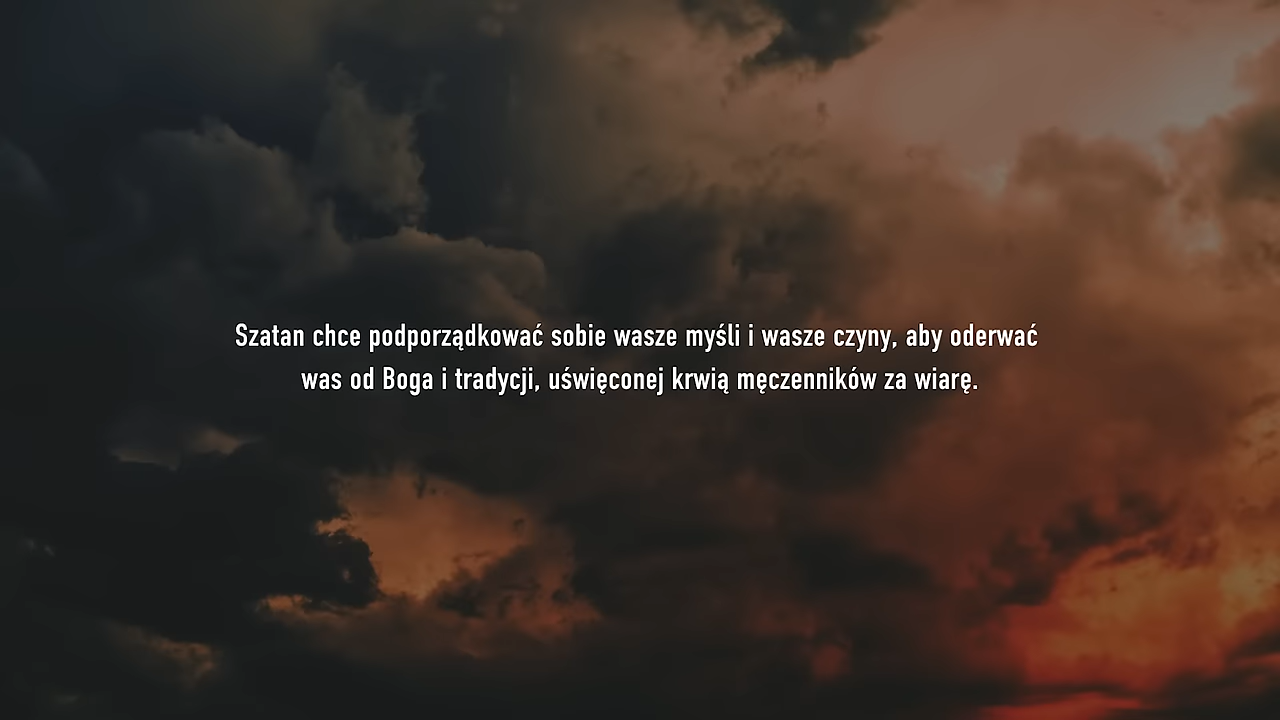 Szatan chce podporządkować sobie wasze myśli i wasze czyny, aby oderwać
was od Boga i tradycji, uświęconej krwią męczenników za wiarę.